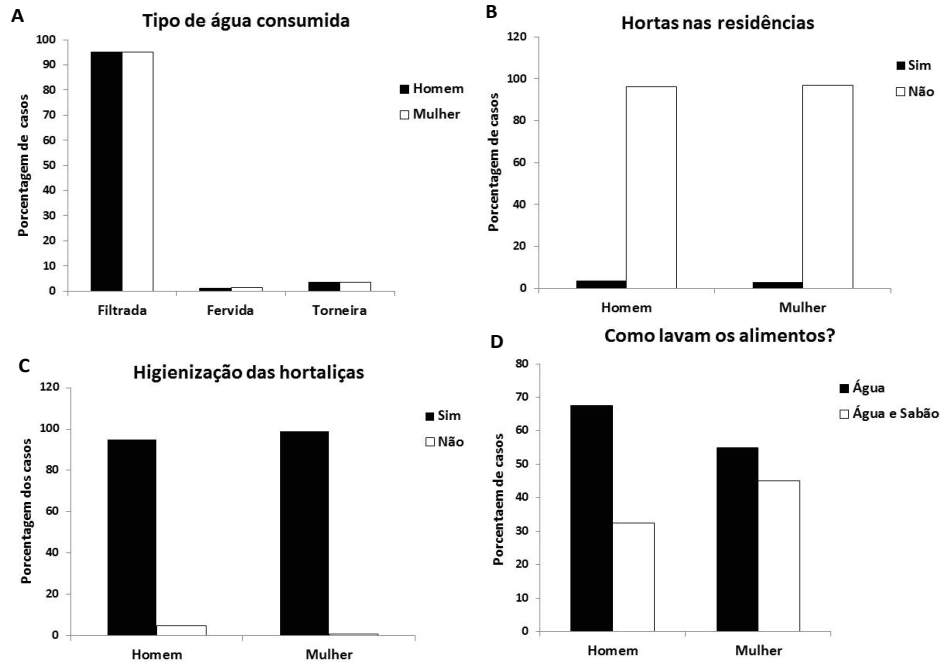 A
Tipo de água consumida
Porcentagem de casos
100
90
80
70
60
50
40
30
20
10
0
Filtrada
Fervida
Torneira
Homem
Mulher
B
Hortas nas residências
Porcentagem de casos
120
100
80
60
40
20
0
Homem
Mulher
Sim
Não
C
Higienização das hortaliças
Porcentagem dos casos
120
100
80
60
40
20
0
Homem
Mulher
Sim
Não
D
Como lavam os alimentos?
Porcentaem de casos
80
70
60
50
40
30
20
10
0
Homem
Mulher
Água
Água e Sabão